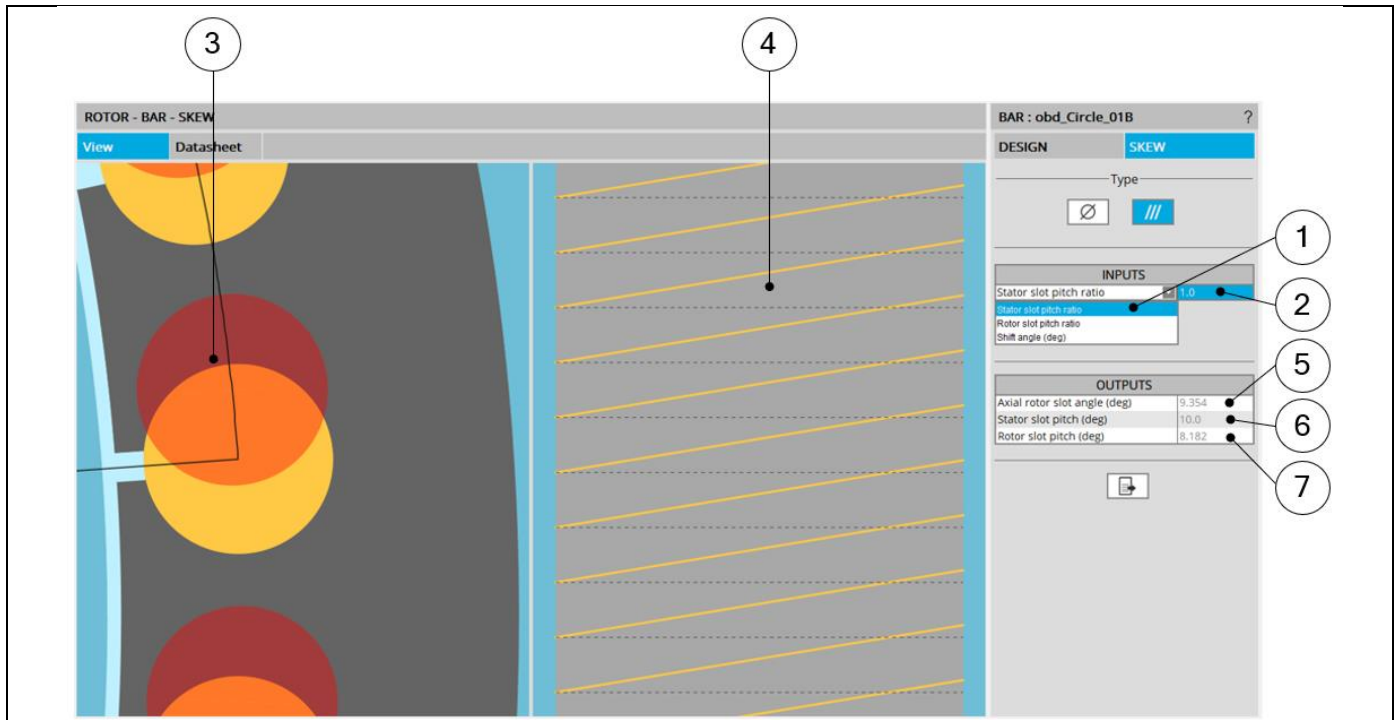 3
4
ROTOR - BAR - SKEW
View Datasheet
BAR : obd_Circle_01B ?
DESIGN SKEW
Type
1
INPUTS
Stator slot pitch ratio 1.0
2
Stator slot pitch ratio
Rotor slot pitch ratio
Shift angle (deg)
5
OUTPUTS
Axial rotor slot angle (deg) 9.354
Stator slot pitch (deg) 10.0
6
Rotor slot pitch (deg) 8.182
7